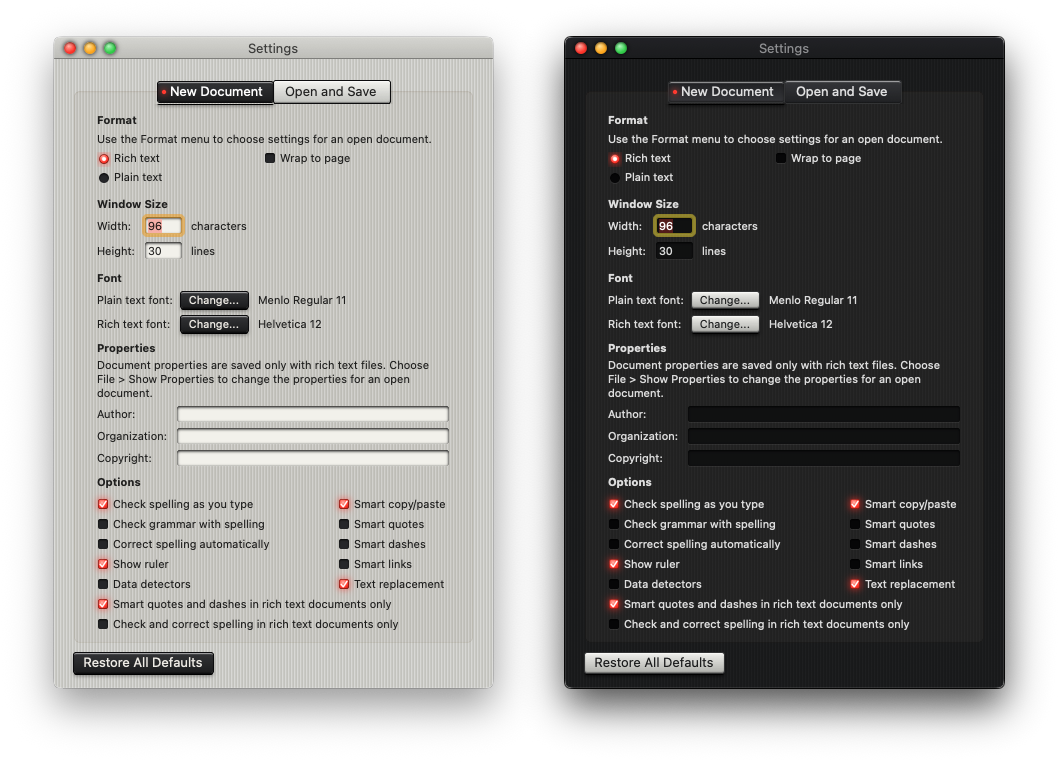 Settings
New Document Open and Save
Format
Use the Format menu to choose settings for an open document.
Rich text Wrap to page
Plain text
Window Size
Width: 96 characters
Height: 30 lines
Font
Plain text font: Change... Menlo Regular 11
Rich text font: Change... Helvetica 12
Properties
Document properties are saved only with rich text files. Choose
File > Show Properties to change the properties for an open
document.
Author:
Organization:
Copyright:
Options
Check spelling as you type Smart copy/paste
Check grammar with spelling Smart quotes
Correct spelling automatically Smart dashes
Show ruler Smart links
Data detectors Text replacement
Smart quotes and dashes in rich text documents only
Check and correct spelling in rich text documents only
Restore All Defaults
Settings
New Document Open and Save
Format
Use the Format menu to choose settings for an open document.
Rich text Wrap to page
Plain text
Window Size
Width: 96 characters
Height: 30 lines
Font
Plain text font: Change... Menlo Regular 11
Rich text font: Change... Helvetica 12
Properties
Document properties are saved only with rich text files. Choose
File > Show Properties to change the properties for an open
document.
Author:
Organization:
Copyright:
Options
Check spelling as you type Smart copy/paste
Check grammar with spelling Smart quotes
Correct spelling automatically Smart dashes
Show ruler Smart links
Data detectors Text replacement
Smart quotes and dashes in rich text documents only
Check and correct spelling in rich text documents only
Restore All Defaults